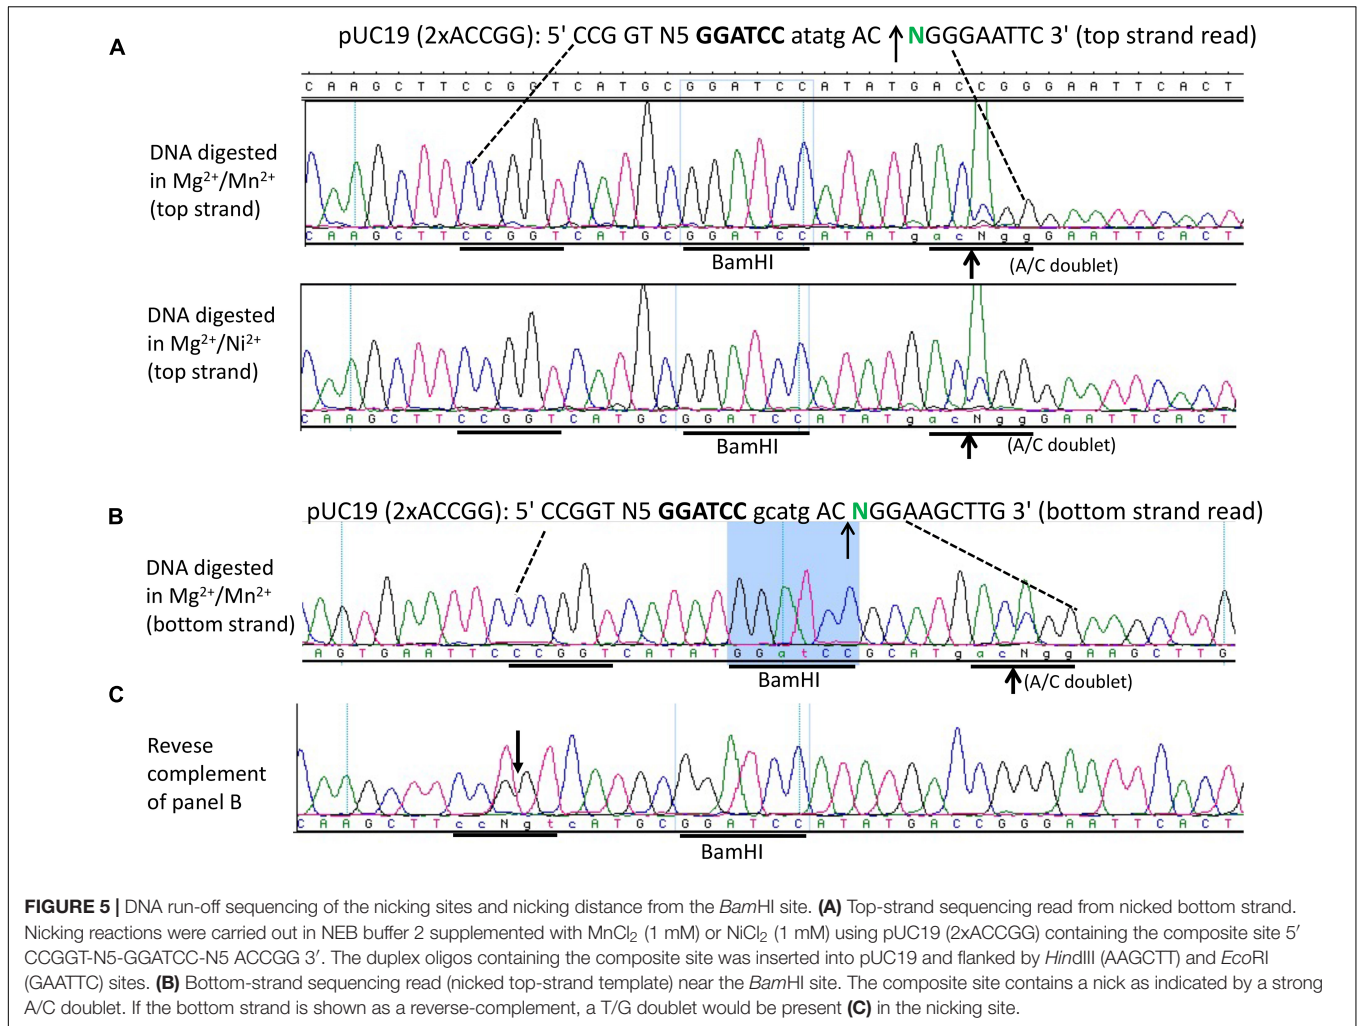 A
pUC19 (2xACCGG): 5' CCG GT N5 GGATCC atatg AC NGGGAATTC 3' (top strand read)
C A A G C T T C C G G T C A T G C G G A T C C A T A T G A C C G G G A A T T C A C T
DNA digested
in Mg2+/Mn2+
(top strand)
C A A G C T T C C G G T C A T G C G G A T C C A T A T g a c N g g G A A T T C A C T
BamHI
(A/C doublet)
DNA digested
in Mg2+/Ni2+
(top strand)
C A A G C T T C C G G T C A T G C G G A T C C A T A T g a c N g g G A A T T C A C T
BamHI
(A/C doublet)
B
pUC19 (2xACCGG): 5' CCGGT N5 GGATCC gcatg AC NGGAAGCTTG 3' (bottom strand read)
DNA digested
in Mg2+/Mn2+
(bottom strand)
A G T G A A T T C C C G G T C A T A T G G a t C C G C A T g a c N g g A A G C T T G
BamHI
(A/C doublet)
C
Revese
complement
of panel B
C A A G C T T c c N g t c A T G C G G A T C C A T A T G A C C G G G A A T T C A C T
BamHI
FIGURE 5 | DNA run-off sequencing of the nicking sites and nicking distance from the BamHI site. (A) Top-strand sequencing read from nicked bottom strand.
Nicking reactions were carried out in NEB buffer 2 supplemented with MnCl2 (1 mM) or NiCl2 (1 mM) using pUC19 (2xACCGG) containing the composite site 5′
CCGGT-N5-GGATCC-N5 ACCGG 3′. The duplex oligos containing the composite site was inserted into pUC19 and flanked by HindIII (AAGCTT) and EcoRI
(GAATTC) sites. (B) Bottom-strand sequencing read (nicked top-strand template) near the BamHI site. The composite site contains a nick as indicated by a strong
A/C doublet. If the bottom strand is shown as a reverse-complement, a T/G doublet would be present (C) in the nicking site.